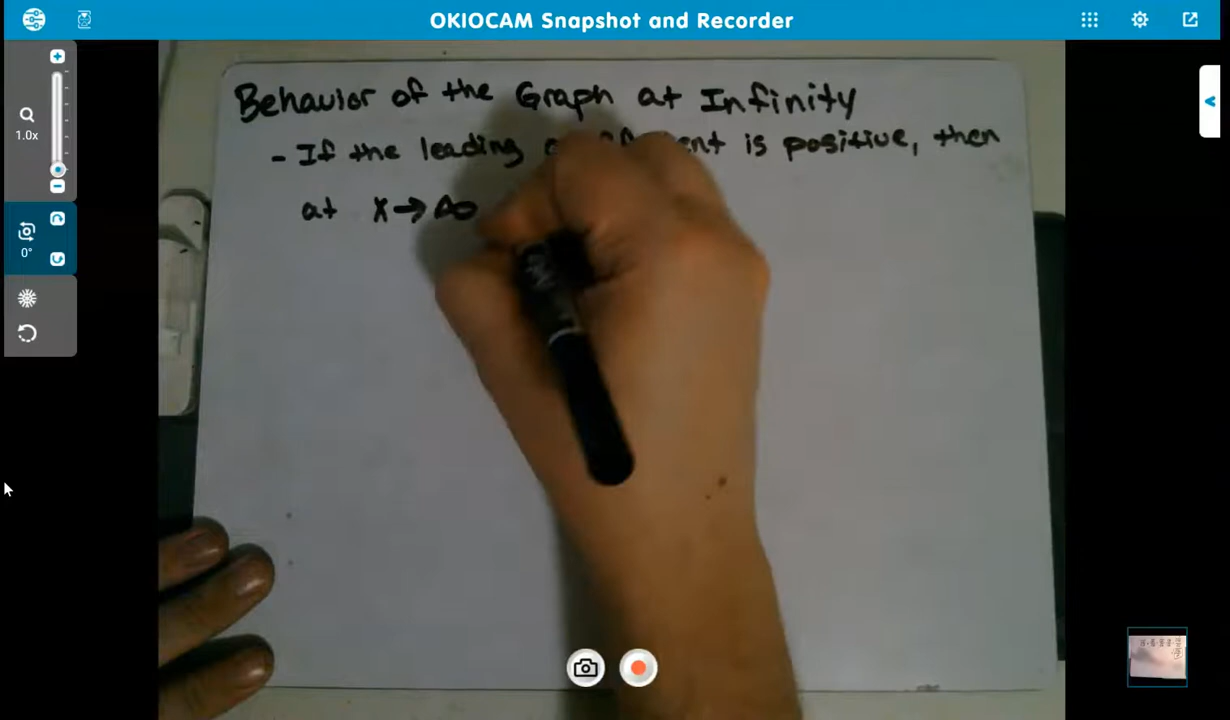 OKIOCAM Snapshot and Recorder
1.0x
0°
Behavior of the Graph at Infinity
- If the leading is positive, then
at X→∞